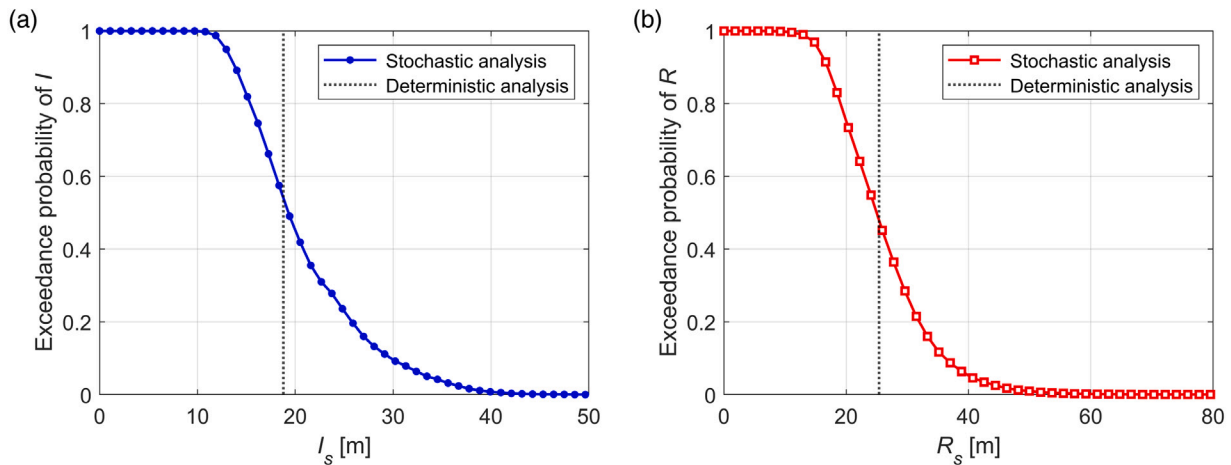 (a)
Exceedance probability of I
1
0.8
0.6
0.4
0.2
0
0
10
20
30
40
50
I_s [m]
Stochastic analysis
Deterministic analysis
(b)
Exceedance probability of R
1
0.8
0.6
0.4
0.2
0
0
20
40
60
80
R_s [m]
Stochastic analysis
Deterministic analysis